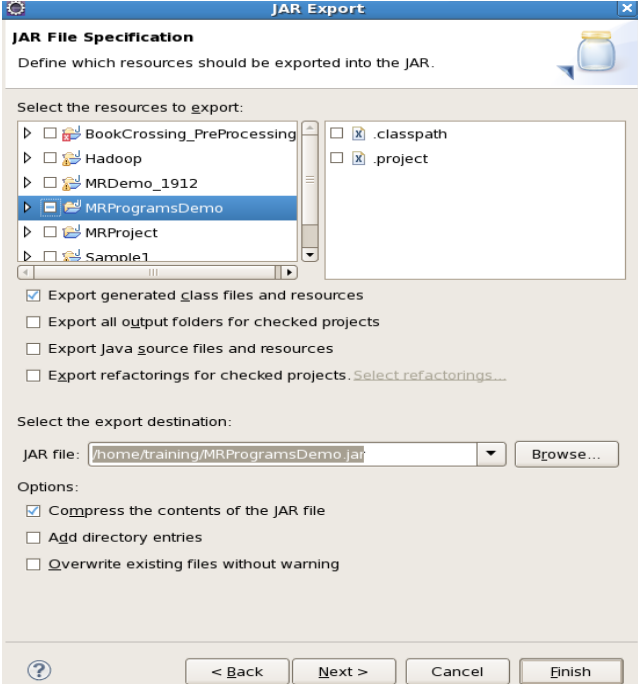 JAR Export
JAR File Specification
Define which resources should be exported into the JAR.
Select the resources to export:
BookCrossing_PreProcessing
Hadoop
MRDemo_1912
MRProgramsDemo
MRProject
Sample1
.classpath
.project
Export generated class files and resources
Export all output folders for checked projects
Export Java source files and resources
Export refactorings for checked projects. Select refactorings...
Select the export destination:
JAR file: /home/training/MRProgramsDemo.jar Browse...
Options:
Compress the contents of the JAR file
Add directory entries
Overwrite existing files without warning
? < Back Next > Cancel Finish